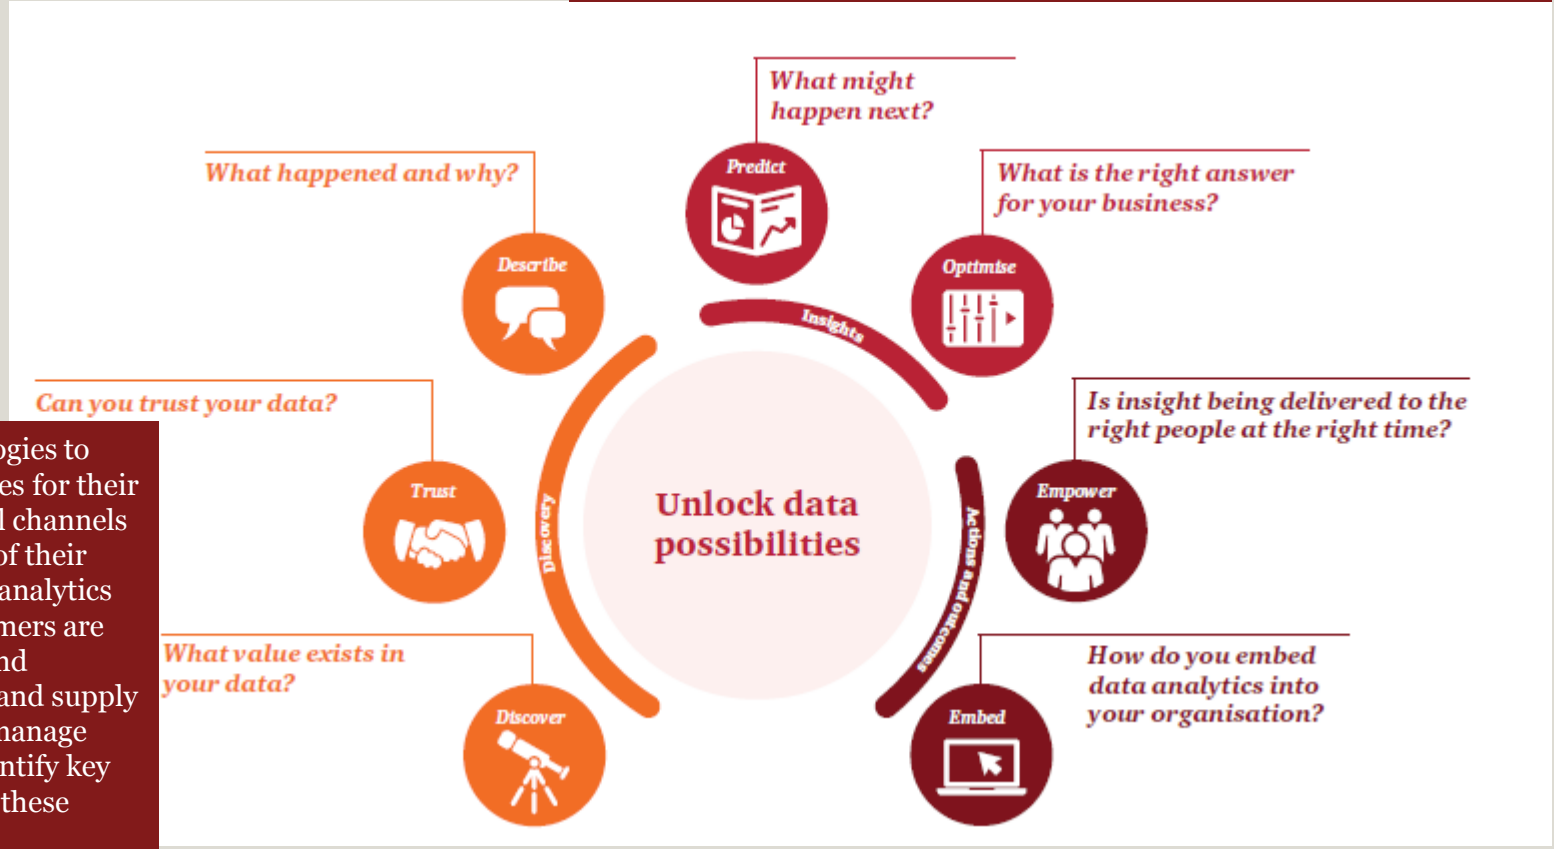 What might
happen next?
Predict
What happened and why?
Describe
What is the right answer
for your business?
Optimise
Insights
Can you trust your data?
Trust
Is insight being delivered to the
right people at the right time?
Empower
Discovery
Unlock data
possibilities
Actions and outcomes
What value exists in
your data?
Discover
How do you embed
data analytics into
your organisation?
Embed
ogies to
es for their
l channels
of their
analytics
mers are
nd
and supply
manage
ntify key
these